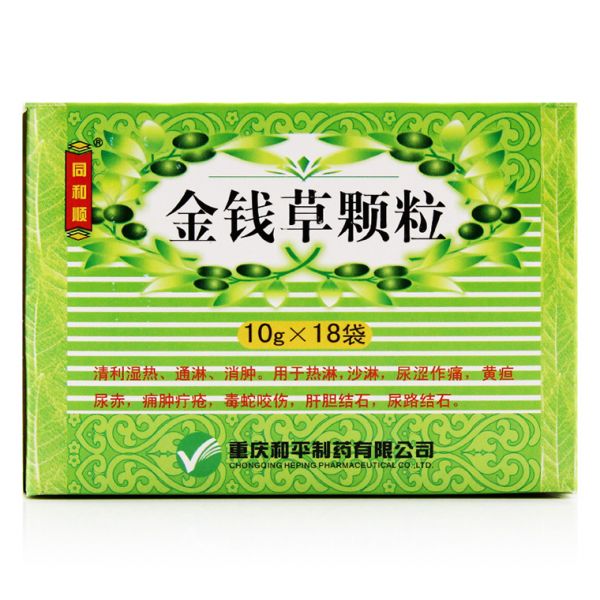 同和顺
®
金钱草颗粒
10g×18袋
清利湿热、通淋、消肿。用于热淋,沙淋，尿涩作痛，黄疸
尿赤，痈肿疔疮，毒蛇咬伤，肝胆结石，尿路结石。
重庆和平制药有限公司
CHONGQING HEPING PHARMACEUTICAL CO.,LTD